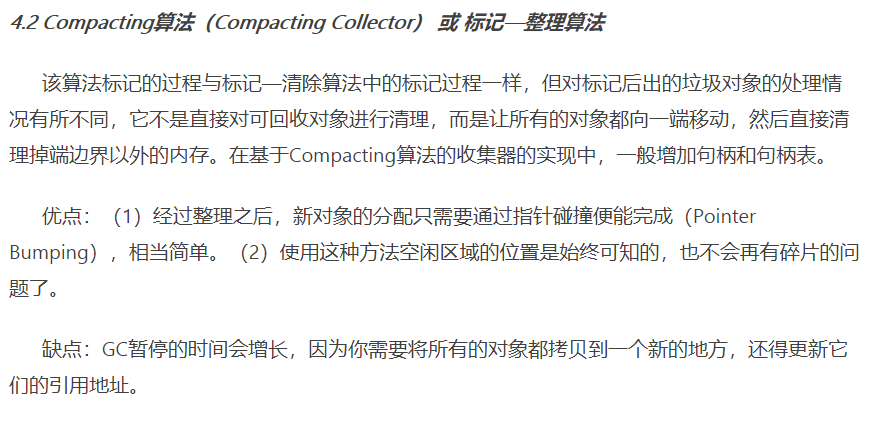 4.2 Compacting算法（Compacting Collector） 或 标记—整理算法
该算法标记的过程与标记—清除算法中的标记过程一样，但对标记后出的垃圾对象的处理情
况有所不同，它不是直接对可回收对象进行清理，而是让所有的对象都向一端移动，然后直接清
理掉端边界以外的内存。在基于Compacting算法的收集器的实现中，一般增加句柄和句柄表。
优点：（1）经过整理之后，新对象的分配只需要通过指针碰撞便能完成（Pointer
Bumping），相当简单。（2）使用这种方法空闲区域的位置是始终可知的，也不会再有碎片的问
题了。
缺点：GC暂停的时间会增长，因为你需要将所有的对象都拷贝到一个新的地方，还得更新它
们的引用地址。